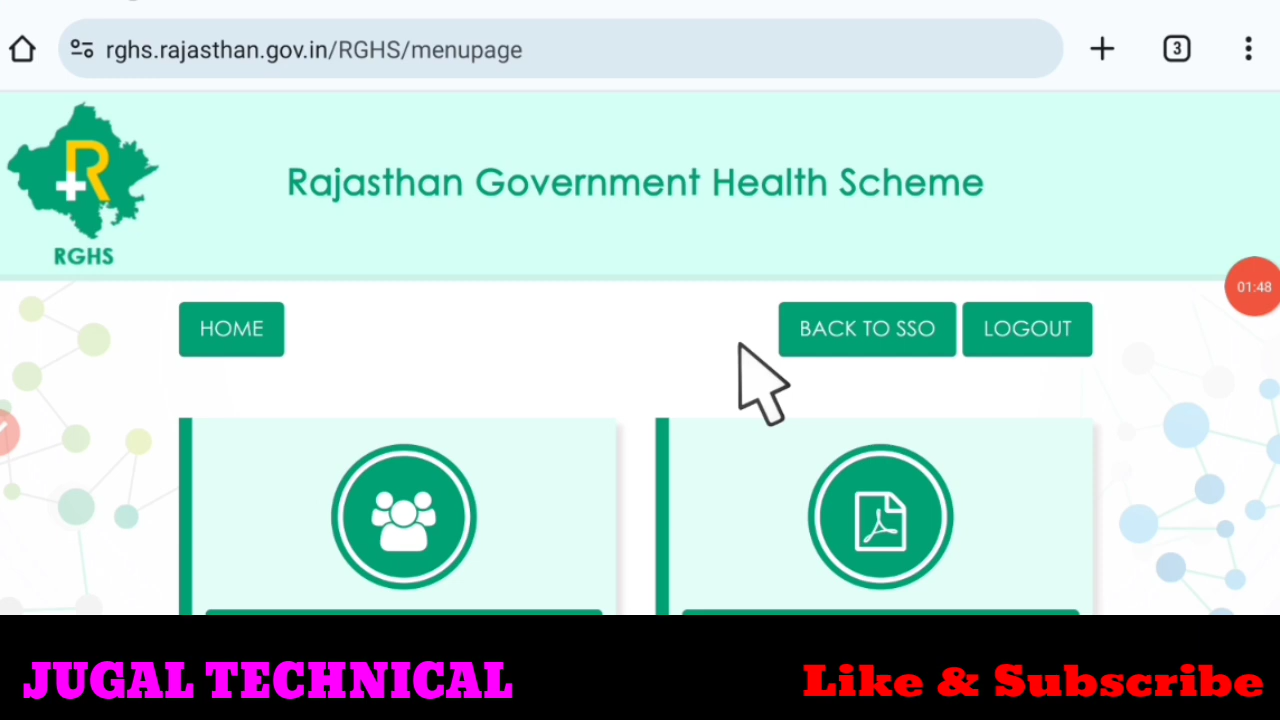 rghs.rajasthan.gov.in/RGHS/menupage
3
R
Rajasthan Government Health Scheme
RGHS
01:48
HOME
BACK TO SSO
LOGOUT
JUGAL TECHNICAL
Like & Subscribe